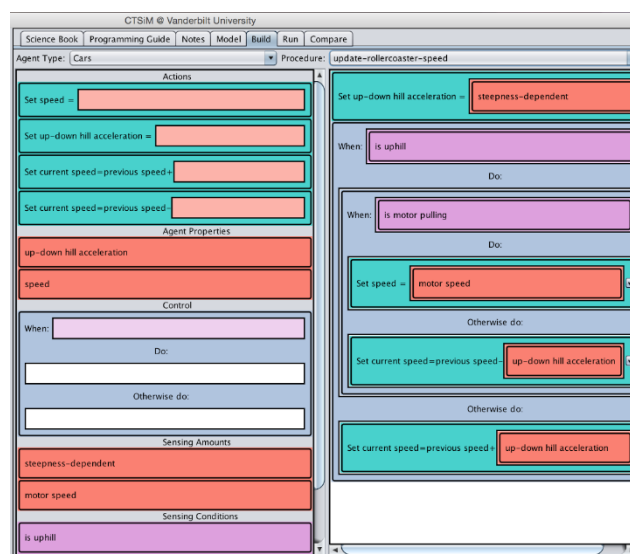 CTSiM @ Vanderbilt University
Science Book Programming Guide Notes Model Build Run Compare
Agent Type: Cars Procedure: update-rollercoaster-speed
Actions
Set speed =
Set up-down hill acceleration =
Set current speed=previous speed+
Set current speed=previous speed-
Agent Properties
up-down hill acceleration
speed
Control
When:
Do:
Otherwise do:
Sensing Amounts
steepness-dependent
motor speed
Sensing Conditions
is uphill
Set up-down hill acceleration = steepness-dependent
When: is uphill
Do:
When: is motor pulling
Do:
Set speed = motor speed
Otherwise do:
Set current speed=previous speed- up-down hill acceleration
Otherwise do:
Set current speed=previous speed+ up-down hill acceleration